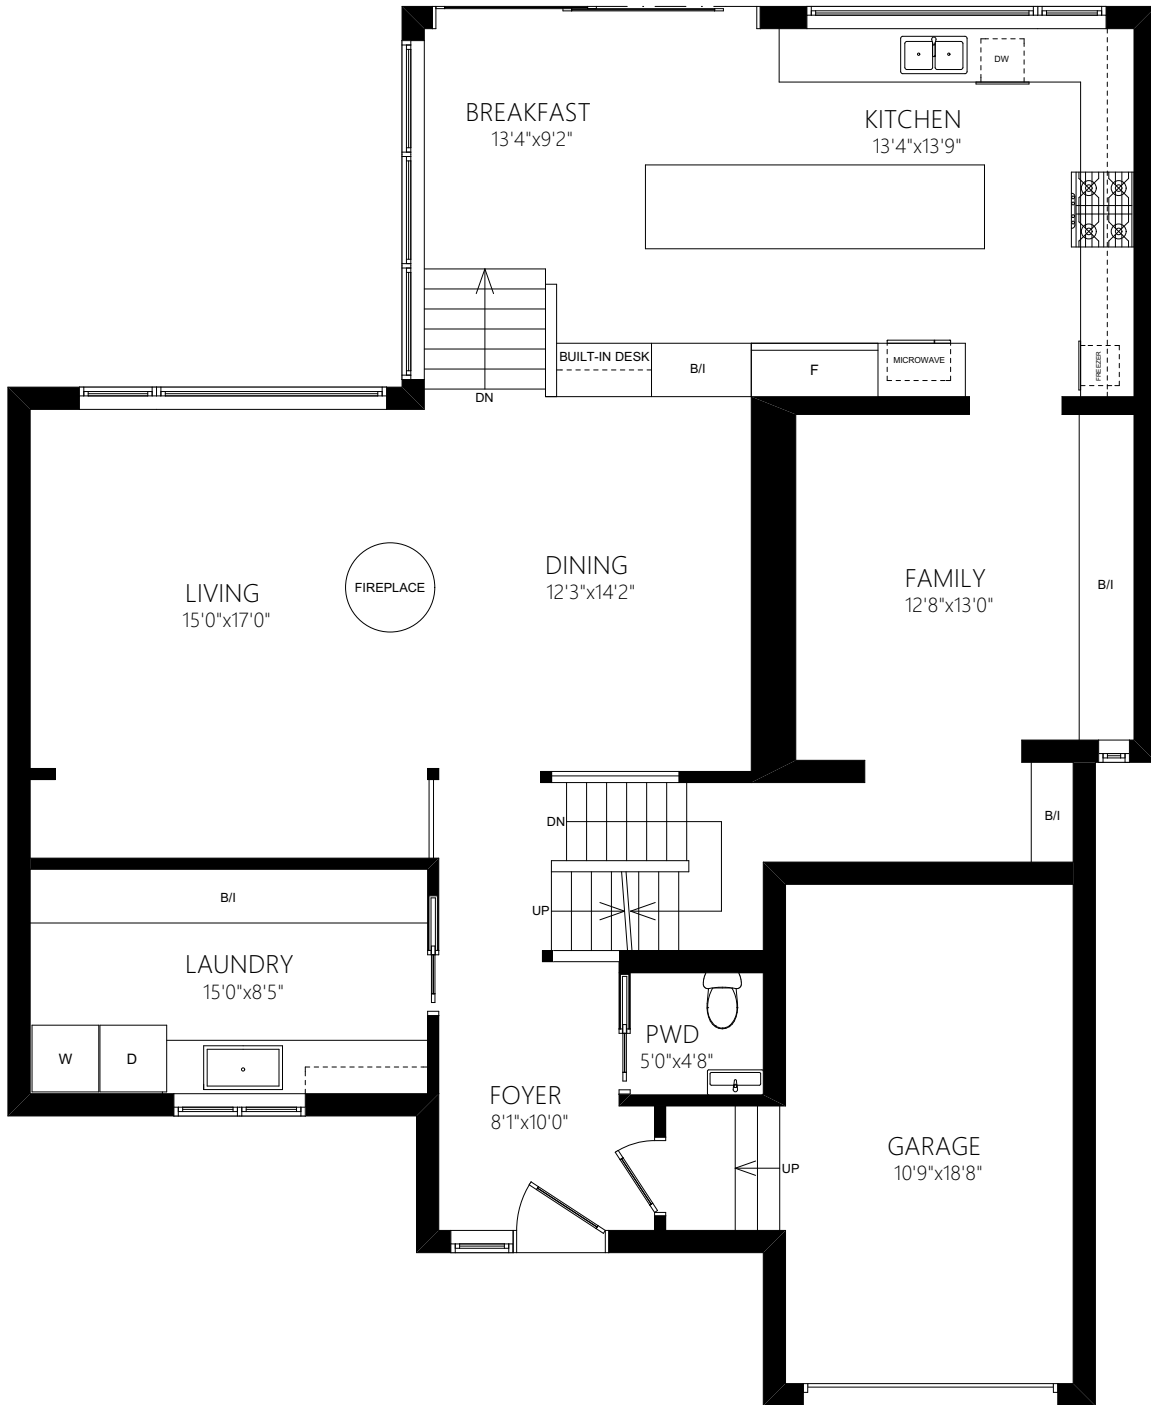 DW
BREAKFAST
13'4"x9'2"
KITCHEN
13'4"x13'9"
BUILT-IN DESK
B/I
F
MICROWAVE
FREEZER
DN
LIVING
15'0"x17'0"
FIREPLACE
DINING
12'3"x14'2"
FAMILY
12'8"x13'0"
B/I
DN
B/I
B/I
UP
LAUNDRY
15'0"x8'5"
W
D
PWD
5'0"x4'8"
FOYER
8'1"x10'0"
UP
GARAGE
10'9"x18'8"